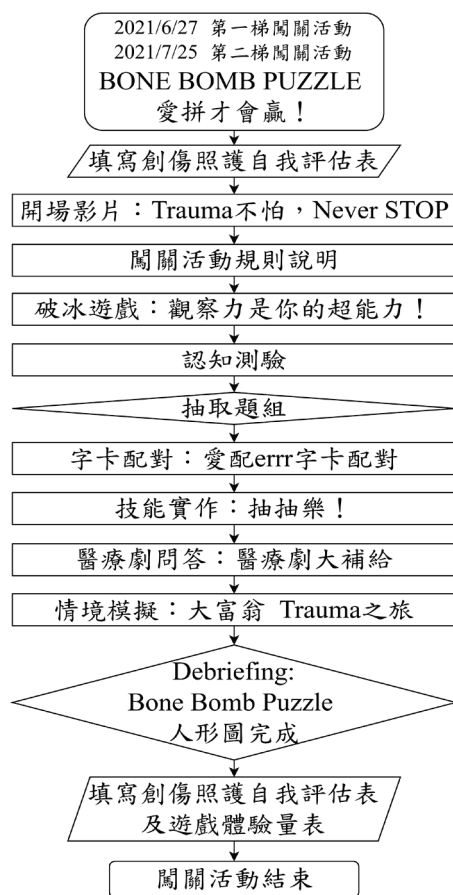 2021/6/27 第一梯闖關活動
2021/7/25 第二梯闖關活動
BONE BOMB PUZZLE
愛拼才會贏！
填寫創傷照護自我評估表
開場影片：Trauma不怕，Never STOP
闖關活動規則說明
破冰遊戲：觀察力是你的超能力！
認知測驗
抽取題組
字卡配對：愛配errr字卡配對
技能實作：抽抽樂！
醫療劇問答：醫療劇大補給
情境模擬：大富翁 Trauma之旅
Debriefing:
Bone Bomb Puzzle
人形圖完成
填寫創傷照護自我評估表
及遊戲體驗量表
闖關活動結束